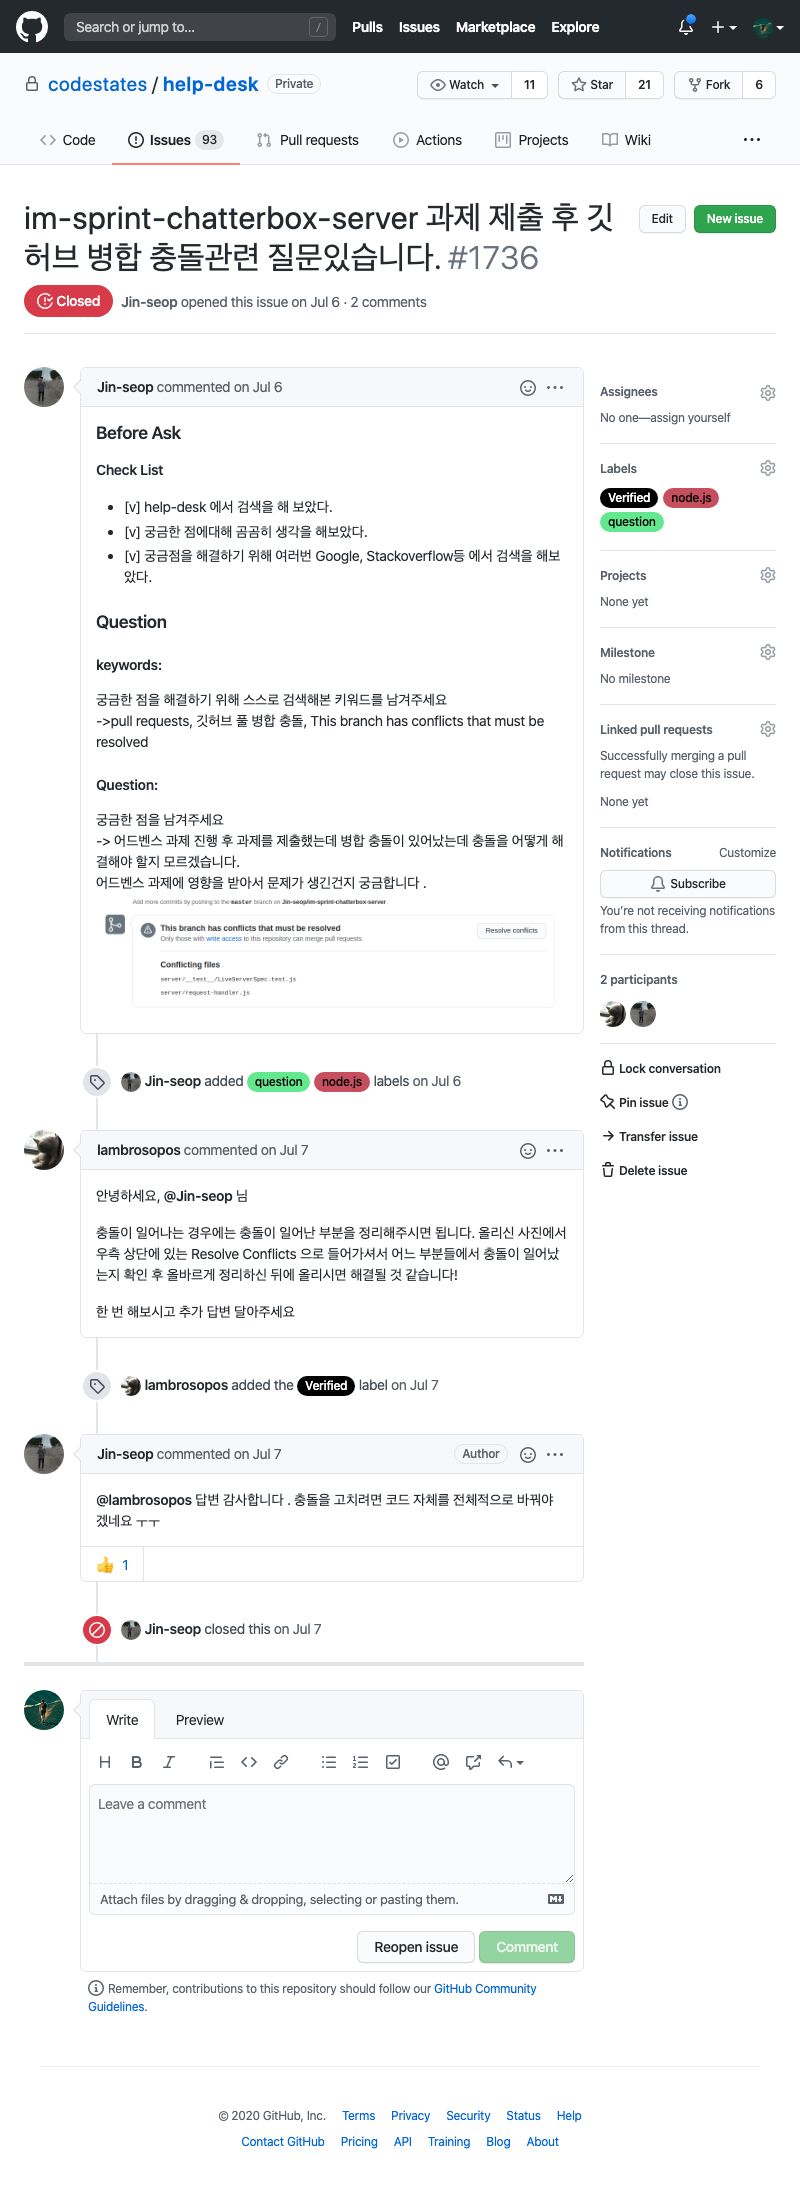 Search or jump to... /
Pulls Issues Marketplace Explore
codestates / help-desk Private
Watch 11 Star 21 Fork 6
Code Issues 93 Pull requests Actions Projects Wiki
im-sprint-chatterbox-server 과제 제출 후 깃
허브 병합 충돌관련 질문있습니다. #1736
Edit New issue
Closed Jin-seop opened this issue on Jul 6 · 2 comments
Jin-seop commented on Jul 6
Before Ask
Check List
[v] help-desk 에서 검색을 해 보았다.
[v] 궁금한 점에대해 곰곰히 생각을 해보았다.
[v] 궁금점을 해결하기 위해 여러번 Google, Stackoverflow등 에서 검색을 해보
았다.
Question
keywords:
궁금한 점을 해결하기 위해 스스로 검색해본 키워드를 남겨주세요
->pull requests, 깃허브 풀 병합 충돌, This branch has conflicts that must be
resolved
Question:
궁금한 점을 남겨주세요
-> 어드벤스 과제 진행 후 과제를 제출했는데 병합 충돌이 있어났는데 충돌을 어떻게 해
결해야 할지 모르겠습니다.
어드벤스 과제에 영향을 받아서 문제가 생긴건지 궁금합니다 .
Add more commits by pushing to the master branch on Jin-seop/im-sprint-chatterbox-server.
This branch has conflicts that must be resolved
Only those with write access to this repository can merge pull requests.
Resolve conflicts
Conflicting files
server/__test__/LiveServerSpec.test.js
server/request-handler.js
Jin-seop added question node.js labels on Jul 6
lambrosopos commented on Jul 7
안녕하세요, @Jin-seop 님
충돌이 일어나는 경우에는 충돌이 일어난 부분을 정리해주시면 됩니다. 올리신 사진에서
우측 상단에 있는 Resolve Conflicts 으로 들어가셔서 어느 부분들에서 충돌이 일어났
는지 확인 후 올바르게 정리하신 뒤에 올리시면 해결될 것 같습니다!
한 번 해보시고 추가 답변 달아주세요
lambrosopos added the Verified label on Jul 7
Jin-seop commented on Jul 7 Author
@lambrosopos 답변 감사합니다 . 충돌을 고치려면 코드 자체를 전체적으로 바꿔야
겠네요 ㅜㅜ
👍 1
Jin-seop closed this on Jul 7
Write Preview
Leave a comment
Attach files by dragging & dropping, selecting or pasting them.
Reopen issue Comment
Remember, contributions to this repository should follow our GitHub Community
Guidelines.
Assignees
No one—assign yourself
Labels
Verified node.js
question
Projects
None yet
Milestone
No milestone
Linked pull requests
Successfully merging a pull
request may close this issue.
None yet
Notifications Customize
Subscribe
You're not receiving notifications
from this thread.
2 participants
Lock conversation
Pin issue
Transfer issue
Delete issue
© 2020 GitHub, Inc. Terms Privacy Security Status Help
Contact GitHub Pricing API Training Blog About